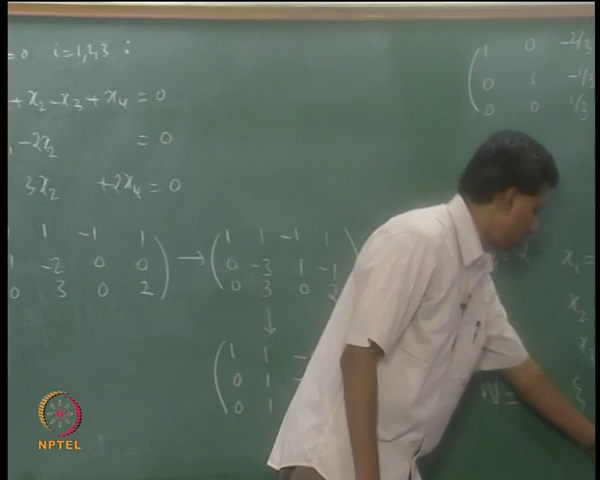 =0 i=1,2,3 :
+x₂-x₃+x₄=0
-2x₂ =0
3x₂ +2x₄=0
1 -1 1
1 -2 0 0
0 3 0 2 ) → ( 1 1 -1 1
0 -3 1 -1
0 3 0 2 )
↓
( 1 1 -
0 1
0 1
( 1 0 -2/3
0 1 -1/3
0 0 1/3
= 2
x₁ =
x₂
x₃
W = {
NPTEL